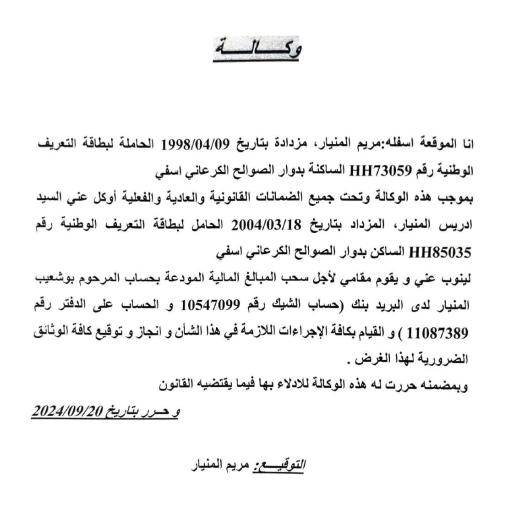 وكـــالـــة
انا الموقعة اسفله:مريم المنيار، مزدادة بتاريخ 1998/04/09 الحاملة لبطاقة التعريف
الوطنية رقم HH73059 الساكنة بدوار الصوالح الكرعاني اسفي
بموجب هذه الوكالة وتحت جميع الضمانات القانونية والعادية والفعلية أوكل عني السيد
ادريس المنيار، المزداد بتاريخ 2004/03/18 الحامل لبطاقة التعريف الوطنية رقم
HH85035 الساكن بدوار الصوالح الكرعاني اسفي
لينوب عني و يقوم مقامي لأجل سحب المبالغ المالية المودعة بحساب المرحوم بوشعيب
المنيار لدى البريد بنك (حساب الشيك رقم 10547099 و الحساب على الدفتر رقم
11087389 ) و القيام بكافة الإجراءات اللازمة في هذا الشأن و انجاز و توقيع كافة الوثائق
الضرورية لهذا الغرض .
وبمضمنه حررت له هذه الوكالة للادلاء بها فيما يقتضيه القانون
و حـرر بتاريخ 2024/09/20
التوقيـــع: مريم المنيار